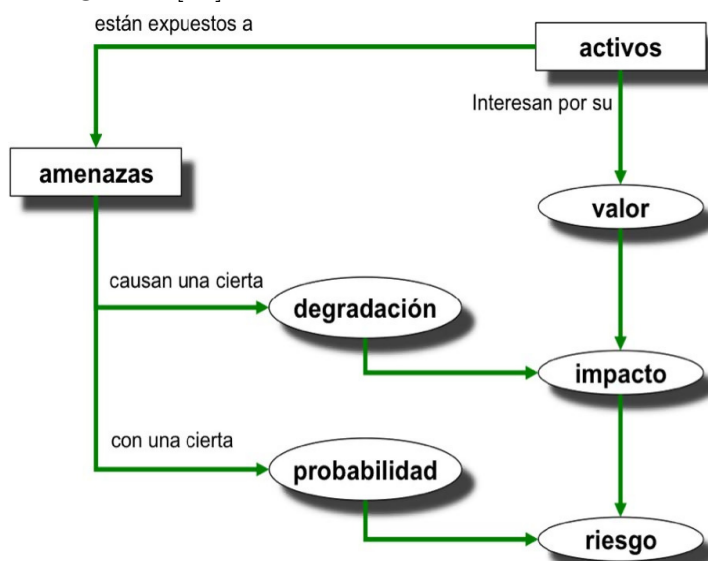 están expuestos a
activos
Interesan por su
amenazas
valor
causan una cierta
degradación
impacto
con una cierta
probabilidad
riesgo